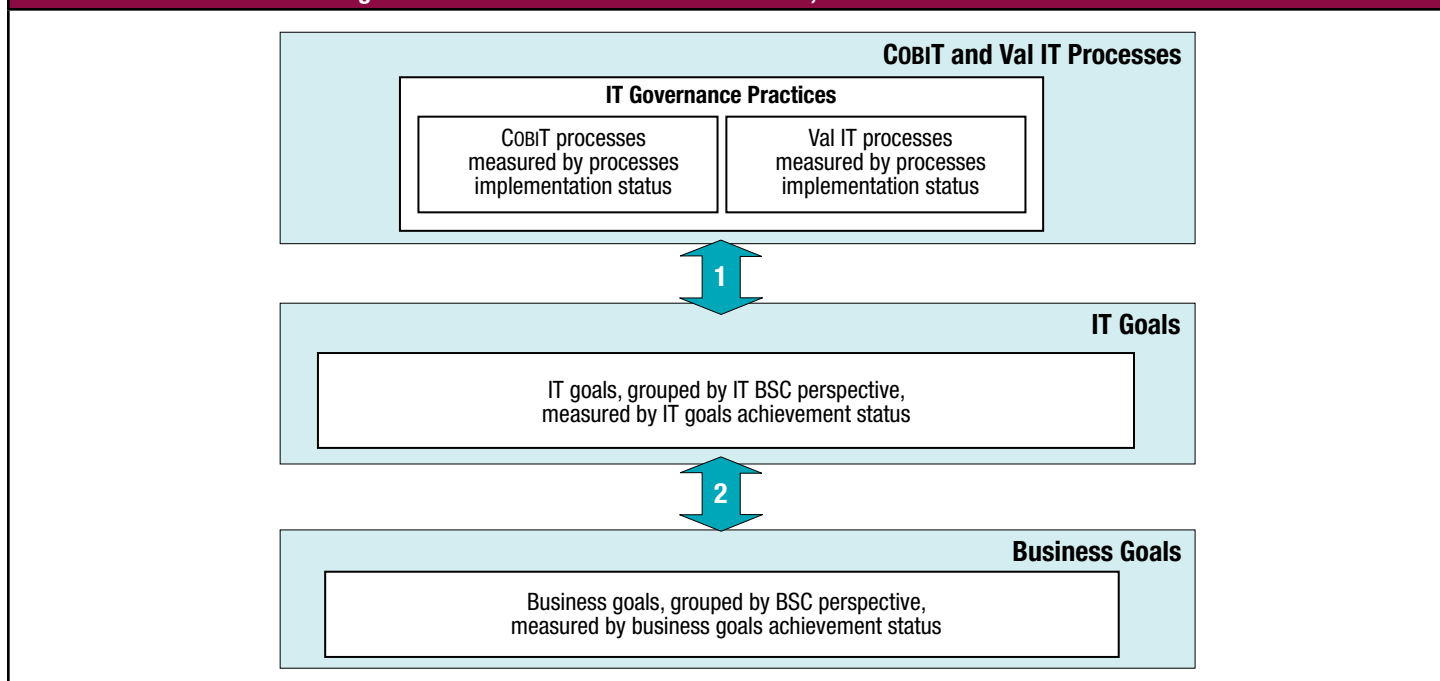 COBIT and Val IT Processes
IT Governance Practices
COBIT processes
measured by processes
implementation status
Val IT processes
measured by processes
implementation status
1
IT Goals
IT goals, grouped by IT BSC perspective,
measured by IT goals achievement status
2
Business Goals
Business goals, grouped by BSC perspective,
measured by business goals achievement status